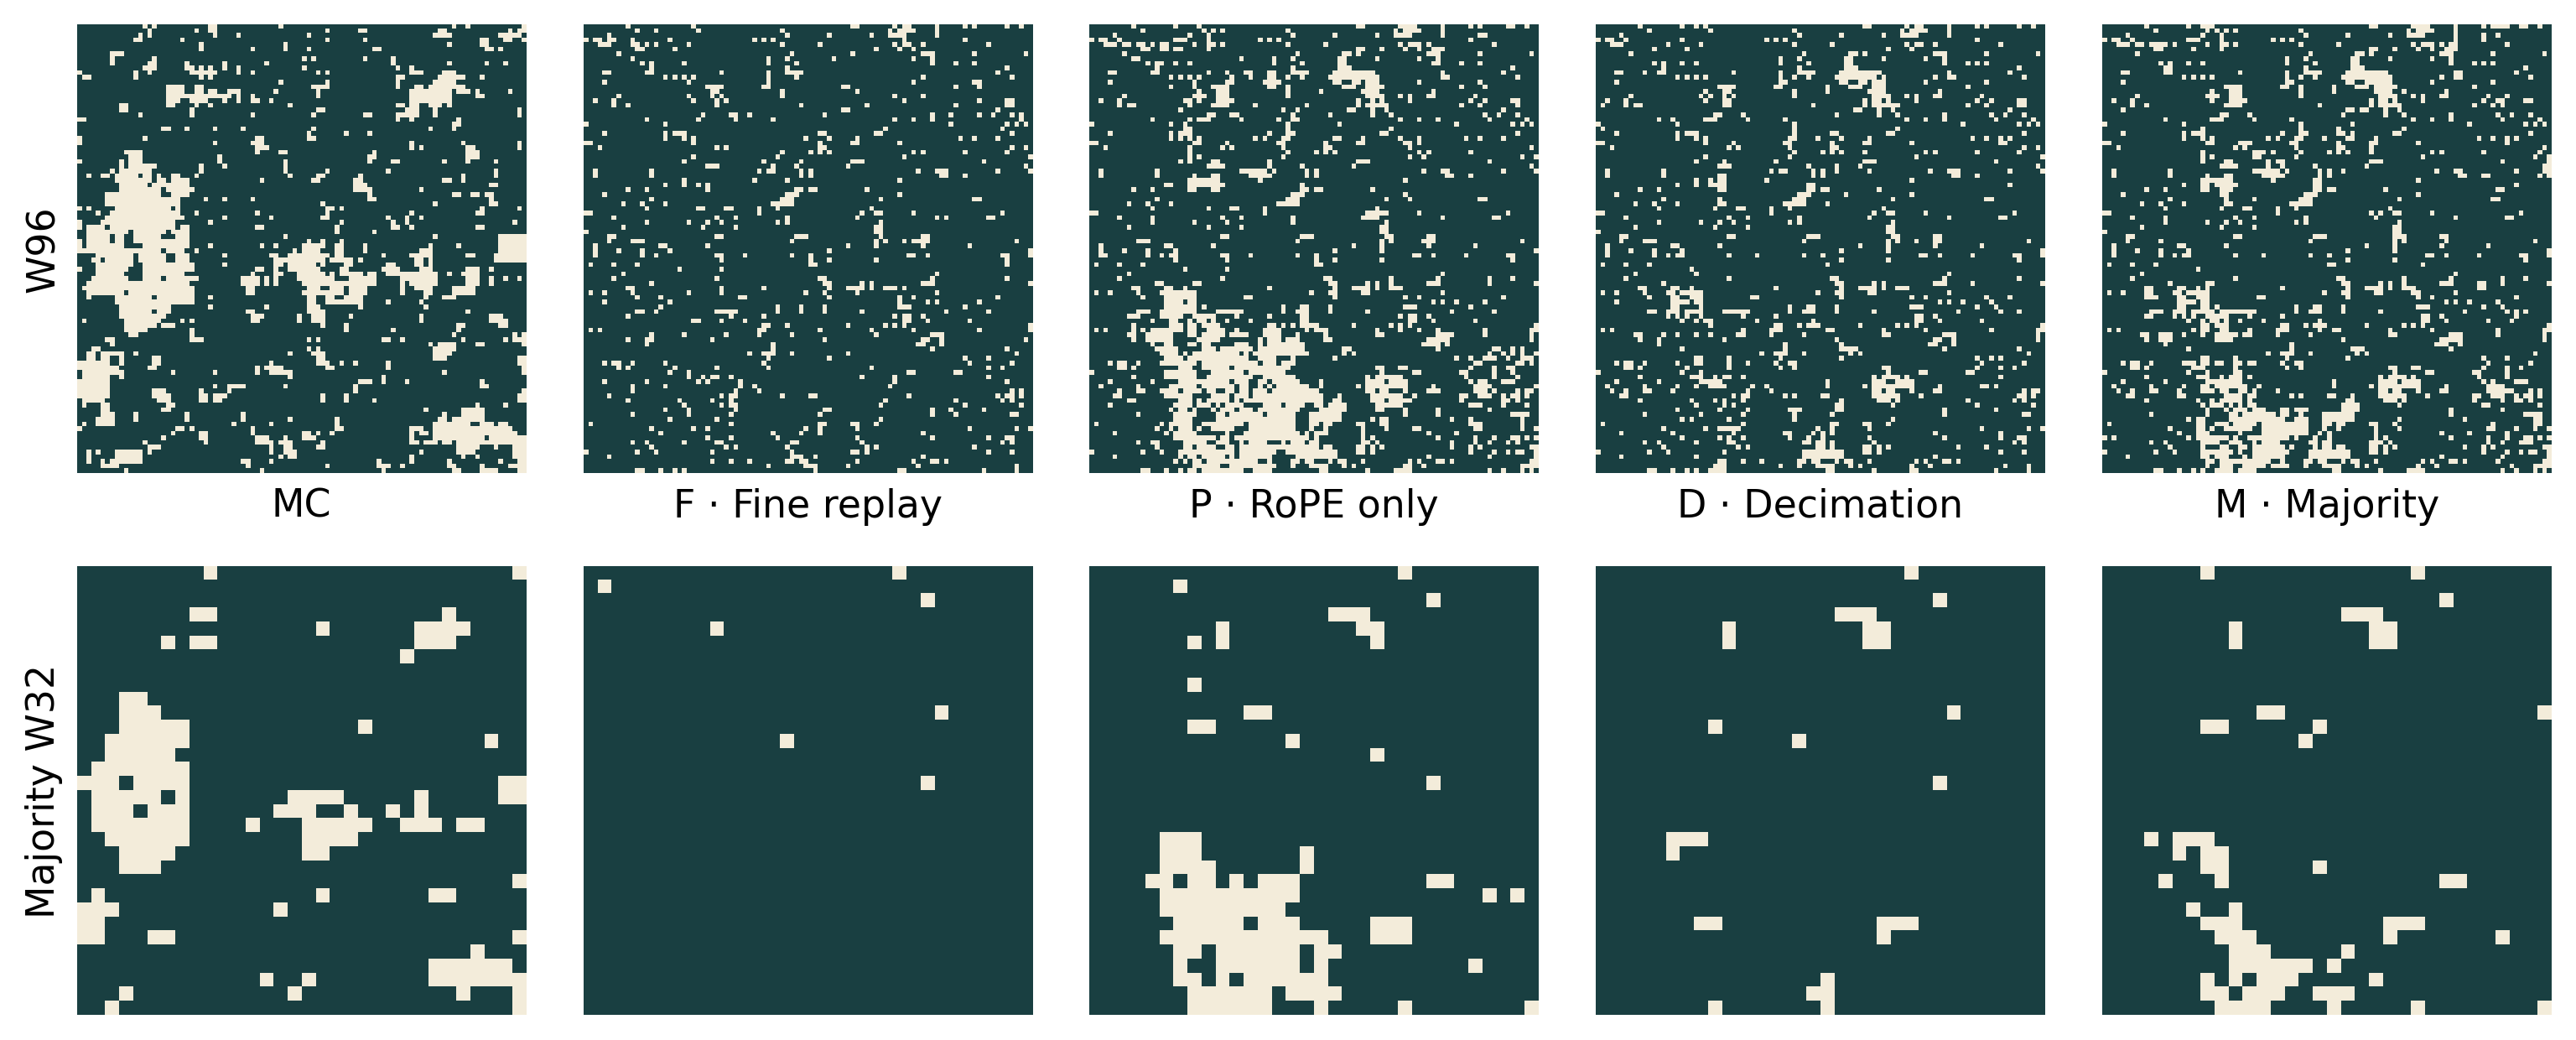 W96
MC
F · Fine replay
P · RoPE only
D · Decimation
M · Majority
Majority W32